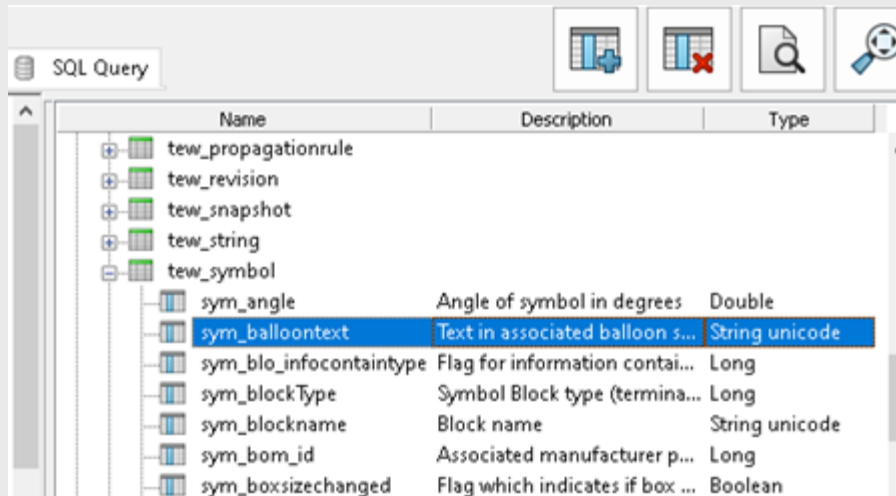 SQL Query
Name Description Type
tew_propagationrule
tew_revision
tew_snapshot
tew_string
tew_symbol
sym_angle Angle of symbol in degrees Double
sym_balloontext Text in associated balloon s... String unicode
sym_blo_infocontaintype Flag for information contai... Long
sym_blockType Symbol Block type (termina... Long
sym_blockname Block name String unicode
sym_bom_id Associated manufacturer p... Long
sym_boxsizechanged Flag which indicates if box ... Boolean